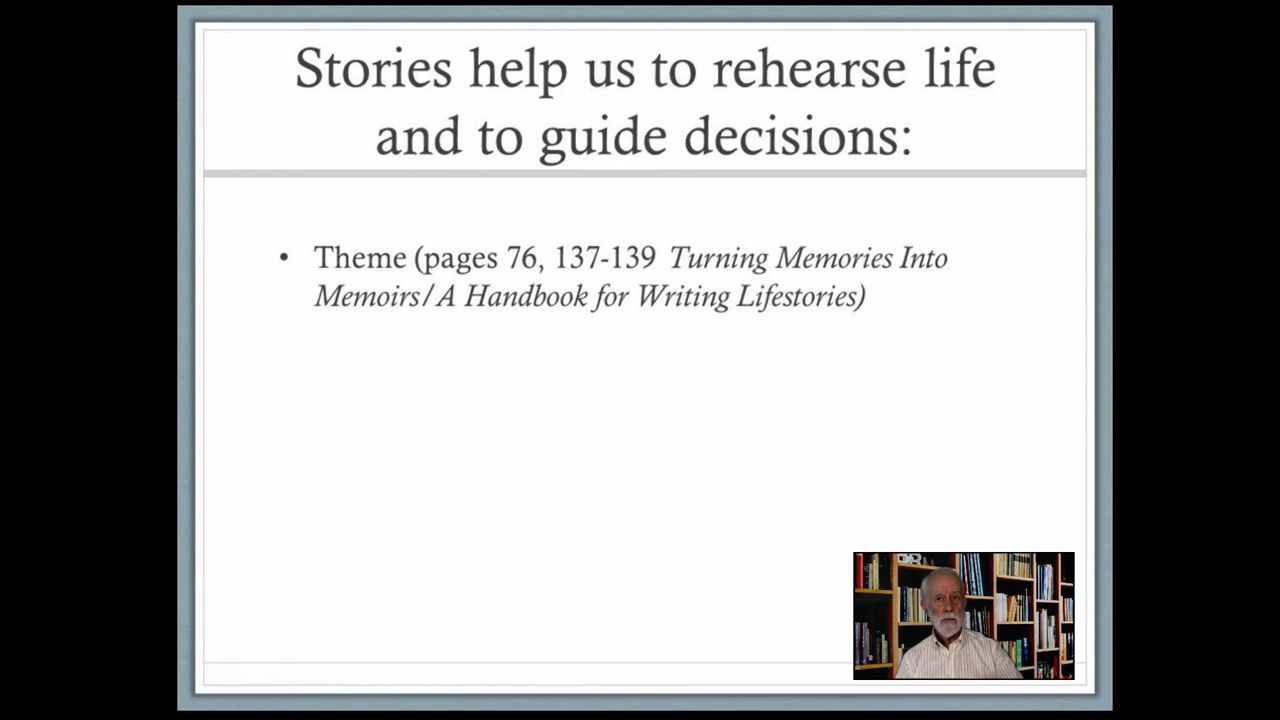 Stories help us to rehearse life
and to guide decisions:
• Theme (pages 76, 137-139 Turning Memories Into
Memoirs/A Handbook for Writing Lifestories)